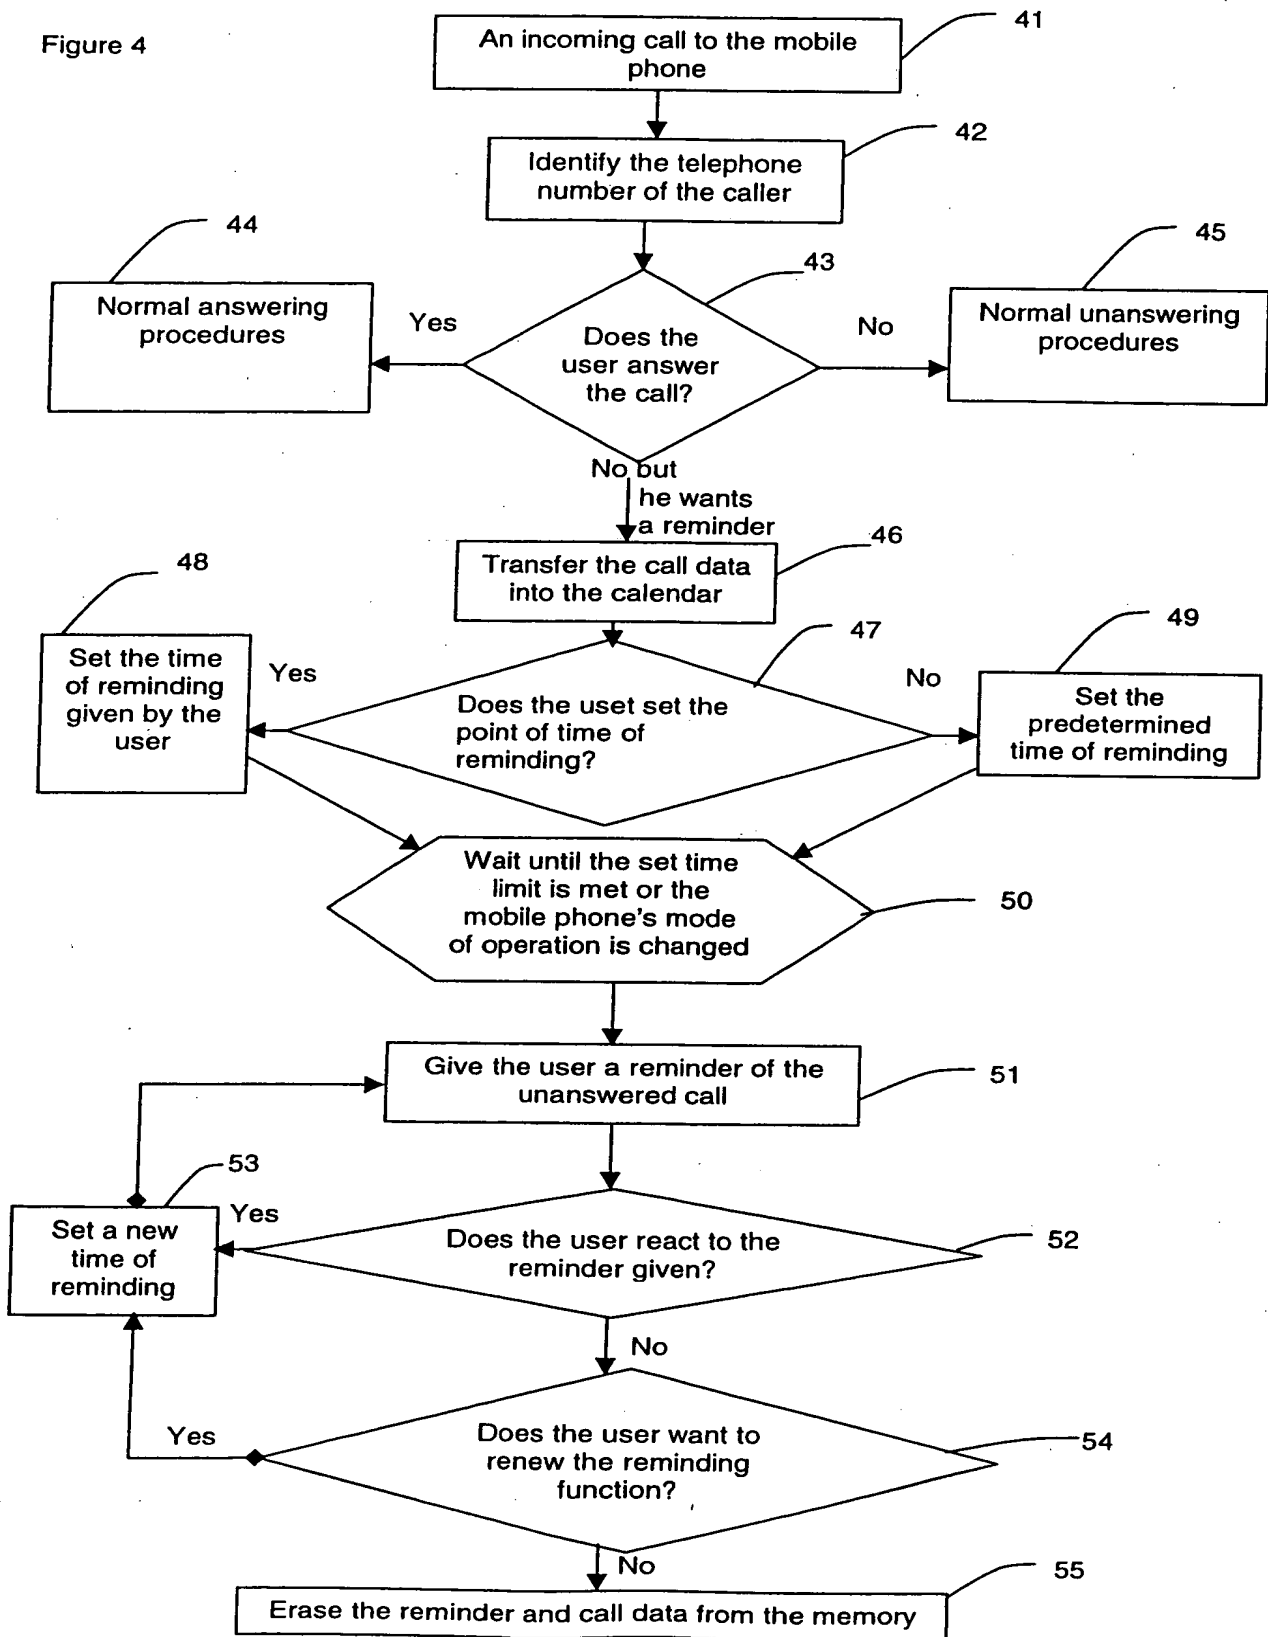 Figure 4
41
An incoming call to the mobile
phone
42
Identify the telephone
number of the caller
44
43
45
Normal answering
procedures
Yes
Does the
user answer
the call?
No
Normal unanswering
procedures
No but
he wants
a reminder
46
Transfer the call data
into the calendar
48
47
49
Set the time
of reminding
given by the
user
Yes
Does the uset set the
point of time of
reminding?
No
Set the
predetermined
time of reminding
Wait until the set time
limit is met or the
mobile phone's mode
of operation is changed
50
Give the user a reminder of the
unanswered call
51
53
Set a new
time of
reminding
Yes
Does the user react to the
reminder given?
52
No
Yes
Does the user want to
renew the reminding
function?
54
No
55
Erase the reminder and call data from the memory